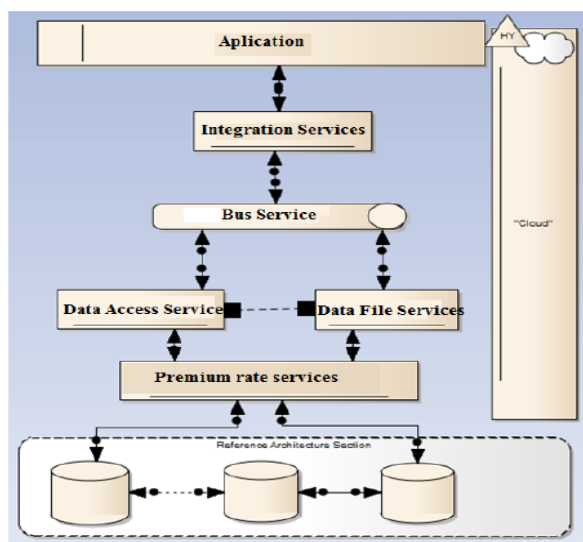 Aplication
HY
Integration Services
Bus Service
"Cloud"
Data Access Service
Data File Services
Premium rate services
Reference Architecture Section